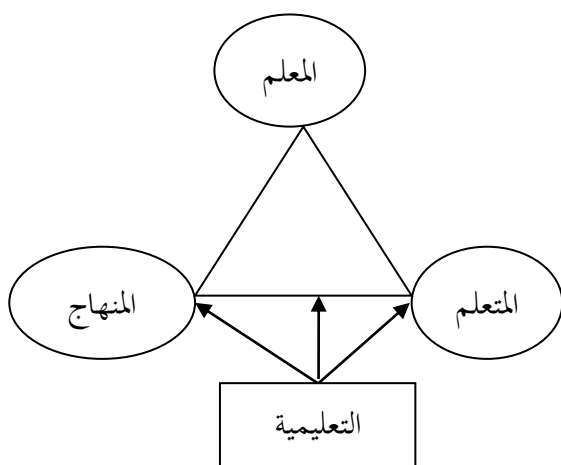 المعلم
المتعلم
المنهاج
التعليمية